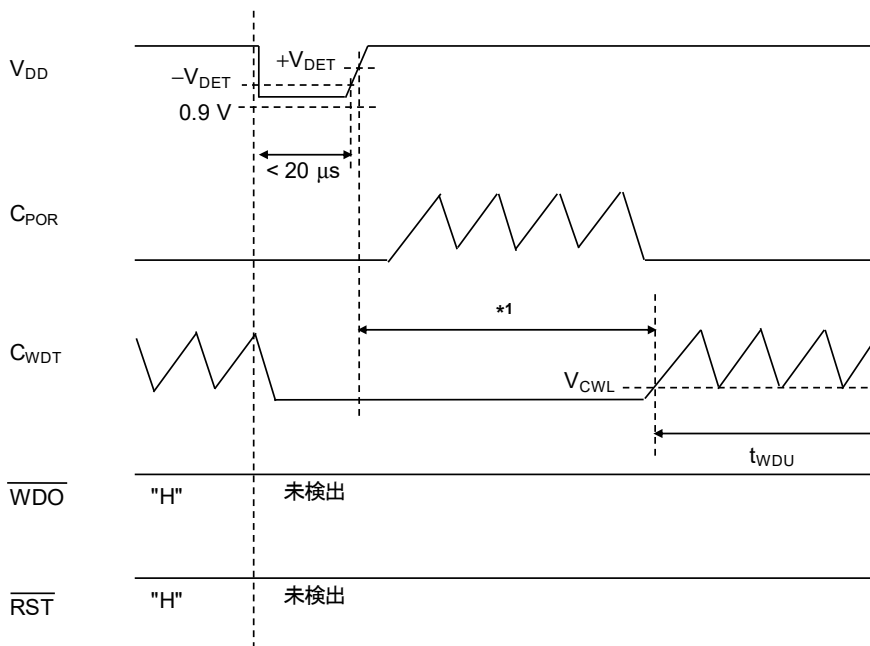 VDD
+VDET
−VDET
0.9 V
< 20 μs
CPOR
*1
CWDT
VCWL
tWDU
WDO
"H"
未検出
RST
"H"
未検出